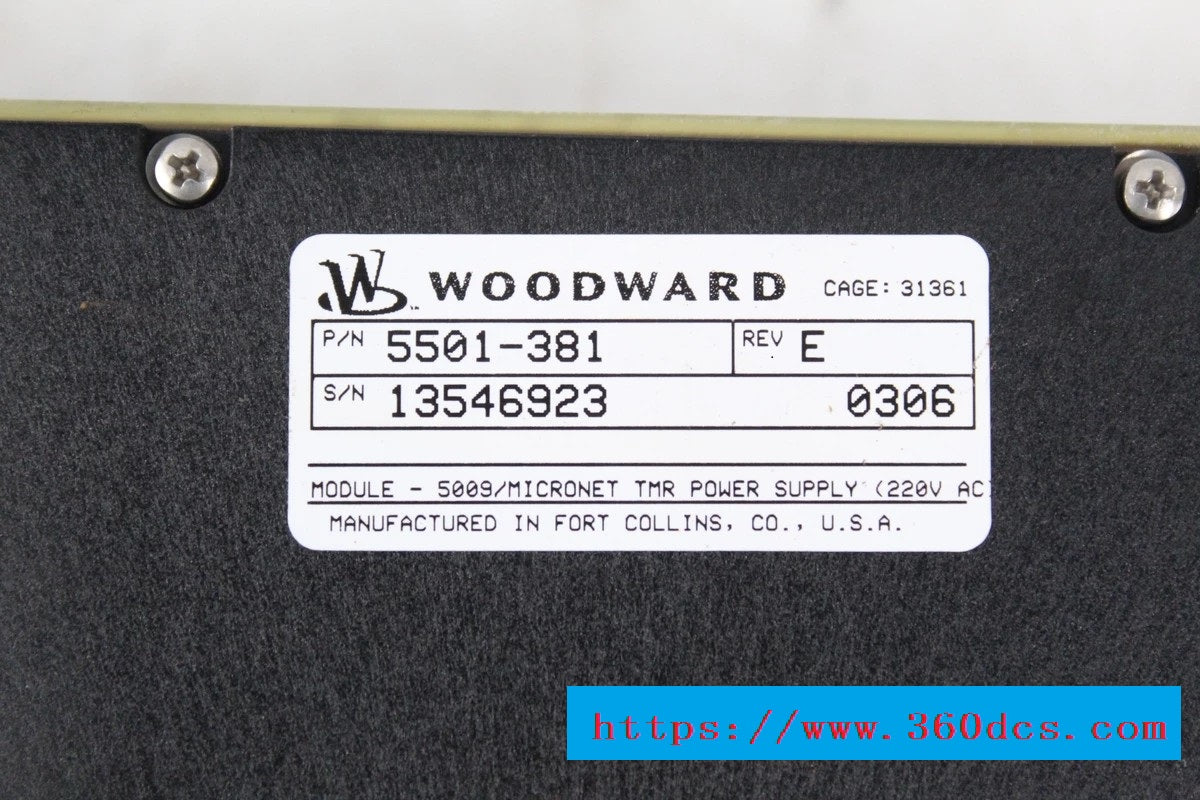 WOODWARD CAGE: 31361
P/N 5501-381 REV E
S/N 13546923 0306
MODULE - 5009/MICRONET TMR POWER SUPPLY (220V AC
MANUFACTURED IN FORT COLLINS, CO., U.S.A.
https://www.360dcs.com